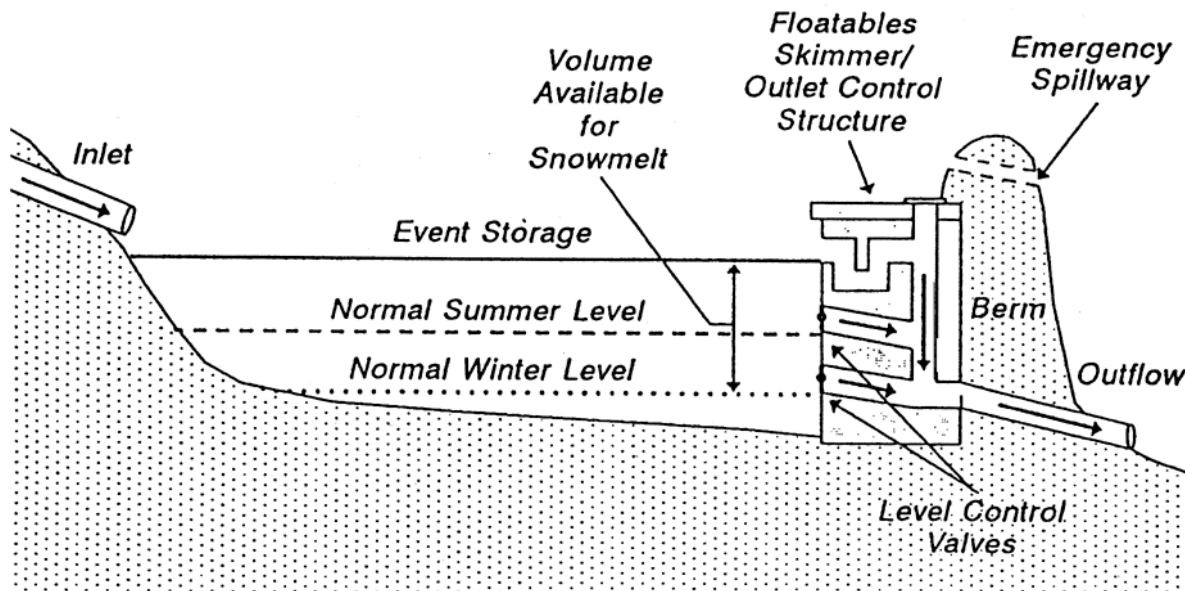 Floatables
Skimmer/
Outlet Control
Structure
Emergency
Spillway
Volume
Available
for
Snowmelt
Inlet
Event Storage
Normal Summer Level
Berm
Normal Winter Level
Outflow
Level Control
Valves